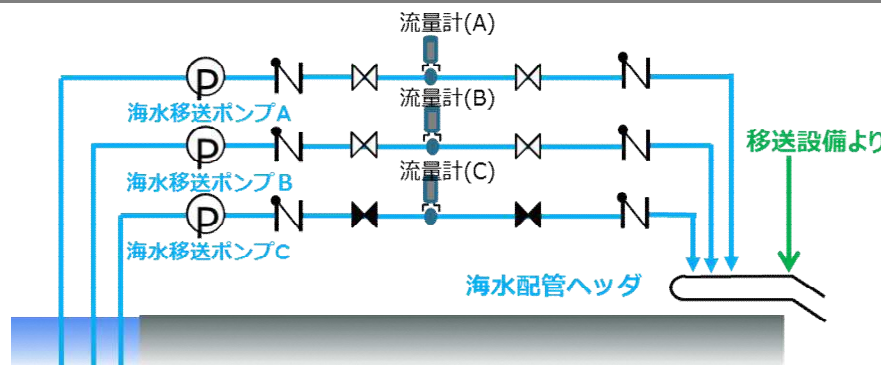 流量計(A)
P
海水移送ポンプA
流量計(B)
P
移送設備より
海水移送ポンプB
流量計(C)
P
海水移送ポンプC
海水配管ヘッダ